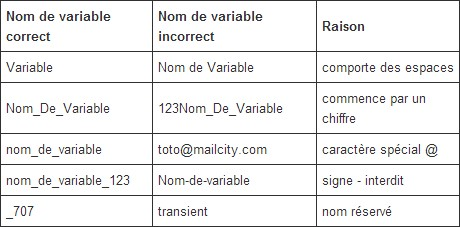 Nom de variable correct
Nom de variable incorrect
Raison
Variable
Nom de Variable
comporte des espaces
Nom_De_Variable
123Nom_De_Variable
commence par un
chiffre
nom_de_variable
toto@mailcity.com
caractère spécial @
nom_de_variable_123
Nom-de-variable
signe - interdit
_707
transient
nom réservé